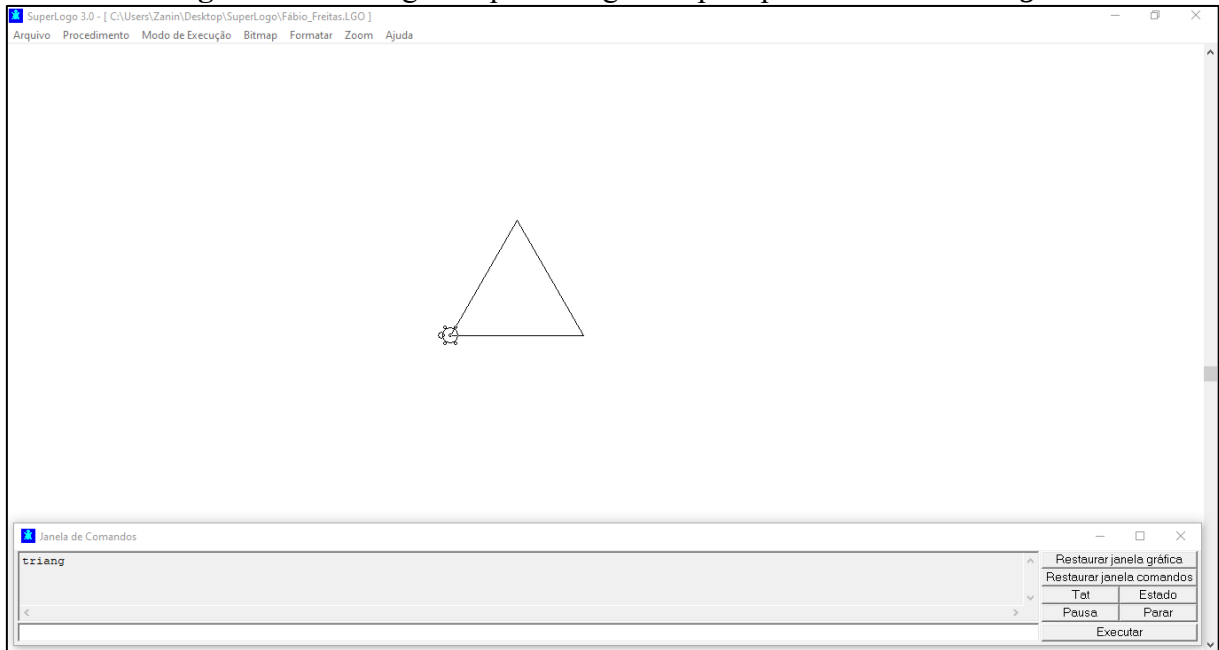 SuperLogo 3.0 - [ C:\Users\Zanin\Desktop\SuperLogo\Fábio_Freitas.LGO ]
Arquivo Procedimento Modo de Execução Bitmap Formatar Zoom Ajuda
Janela de Comandos
triang
Restaurar janela gráfica
Restaurar janela comandos
Tat Estado
Pausa Parar
Executar